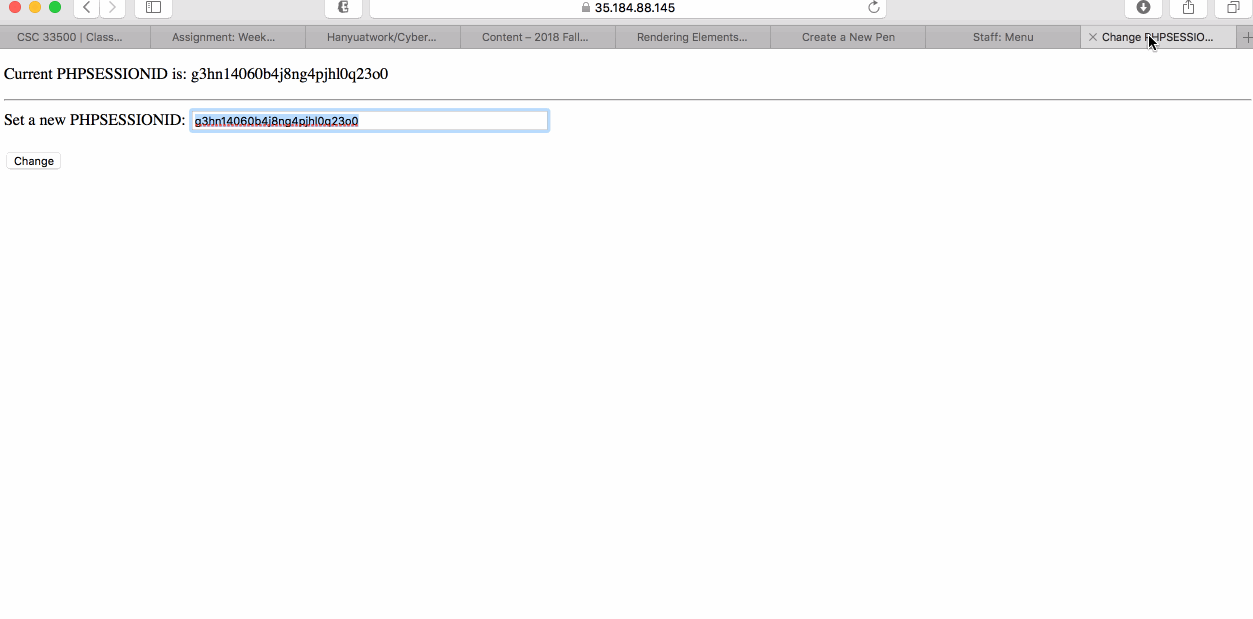 35.184.88.145
CSC 33500 | Class...
Assignment: Week...
Hanyuatwork/Cyber...
Content – 2018 Fall...
Rendering Elements...
Create a New Pen
Staff: Menu
Change PHPSESSIO...
Current PHPSESSIONID is: g3hn14060b4j8ng4pjhl0q23o0
Set a new PHPSESSIONID: g3hn14060b4j8ng4pjhl0q23o0
Change